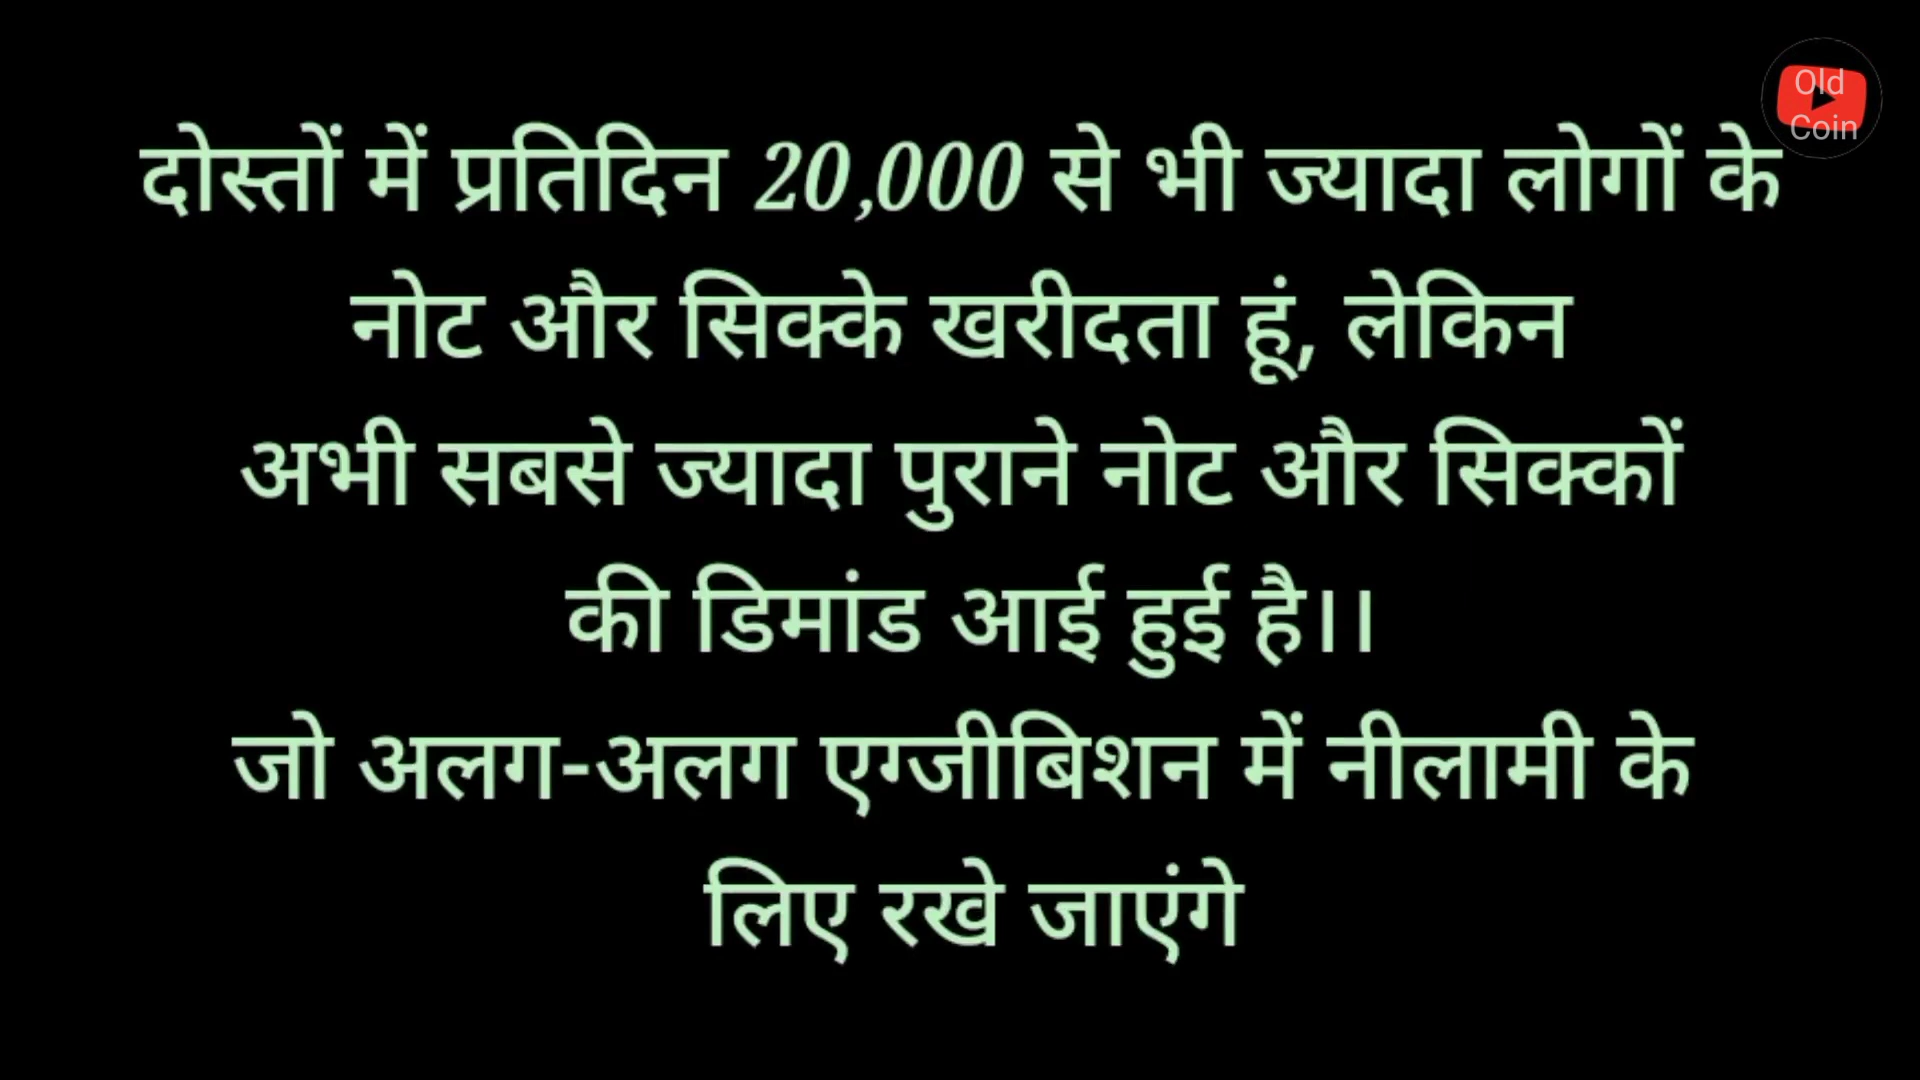 Old
Coin
दोस्तों में प्रतिदिन 20,000 से भी ज्यादा लोगों के
नोट और सिक्के खरीदता हूं, लेकिन
अभी सबसे ज्यादा पुराने नोट और सिक्कों
की डिमांड आई हुई है।।
जो अलग-अलग एग्जीबिशन में नीलामी के
लिए रखे जाएंगे